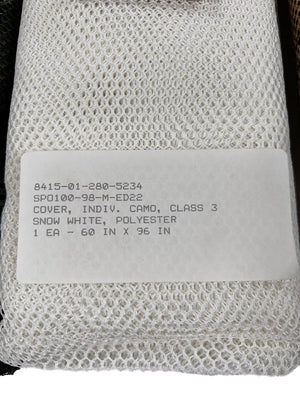 8415-01-280-5234
SPO100-98-M-ED22
COVER, INDIV. CAMO, CLASS 3
SNOW WHITE, POLYESTER
1 EA - 60 IN X 96 IN